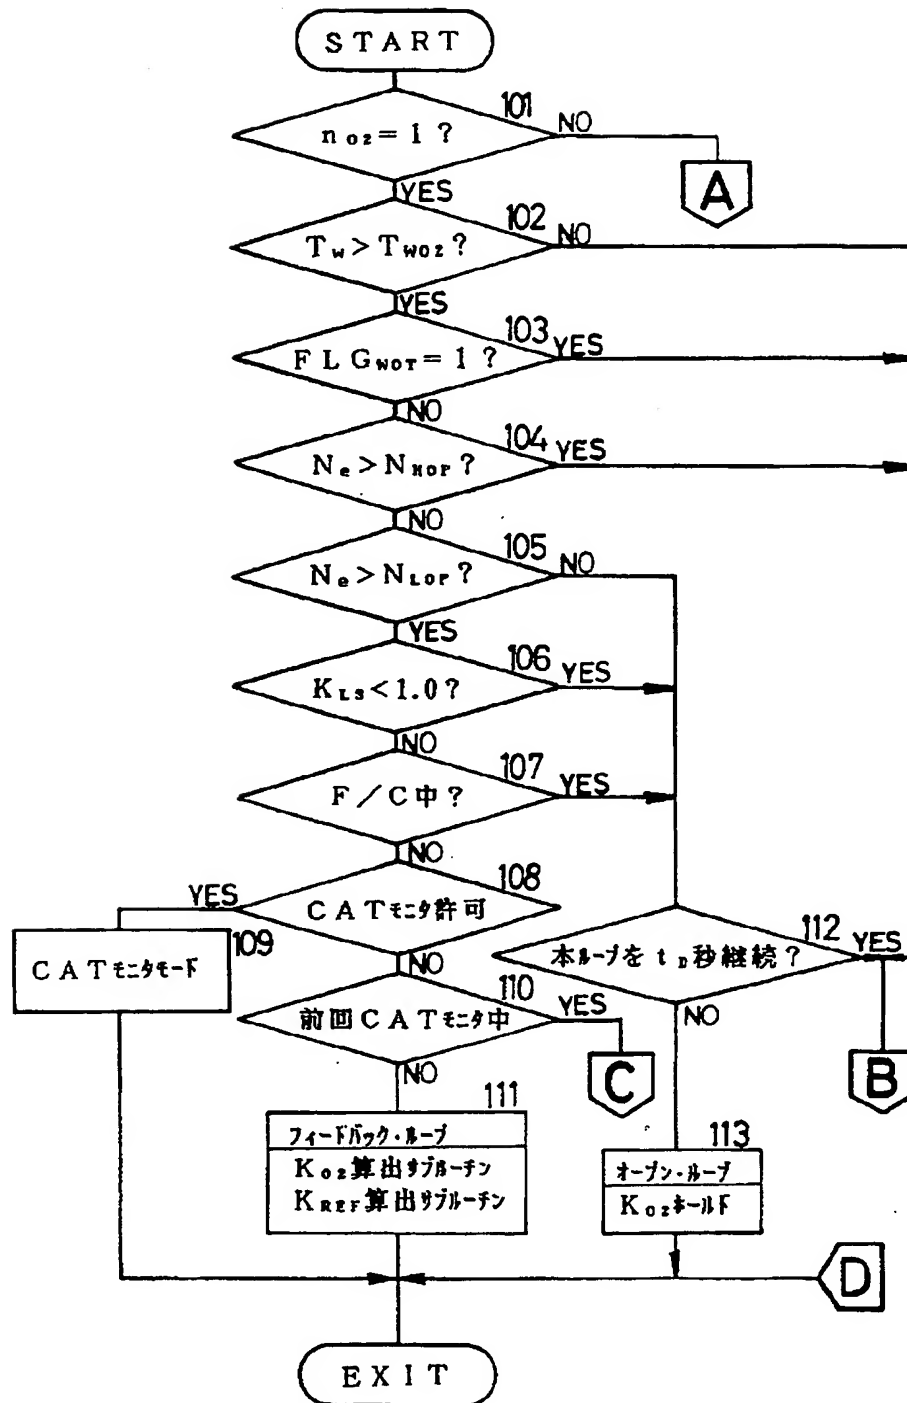 START
101
n₀₂=1?
NO
A
YES
102
Tw>Two₂?
NO
YES
103
FLGWOT=1?
YES
NO
104
Ne>NHOP?
YES
NO
105
Ne>NLOP?
NO
YES
106
KLS<1.0?
YES
NO
107
F/C中?
YES
NO
108
YES
CATモニタ許可
109
CATモニタモード
112
本ループをtD秒継続?
YES
NO
110
前回CATモニタ中
YES
NO
NO
C
B
111
フィードバック・ループ
KO2算出サブルーチン
KREF算出サブルーチン
113
オープン・ループ
KO2ホールド
D
EXIT